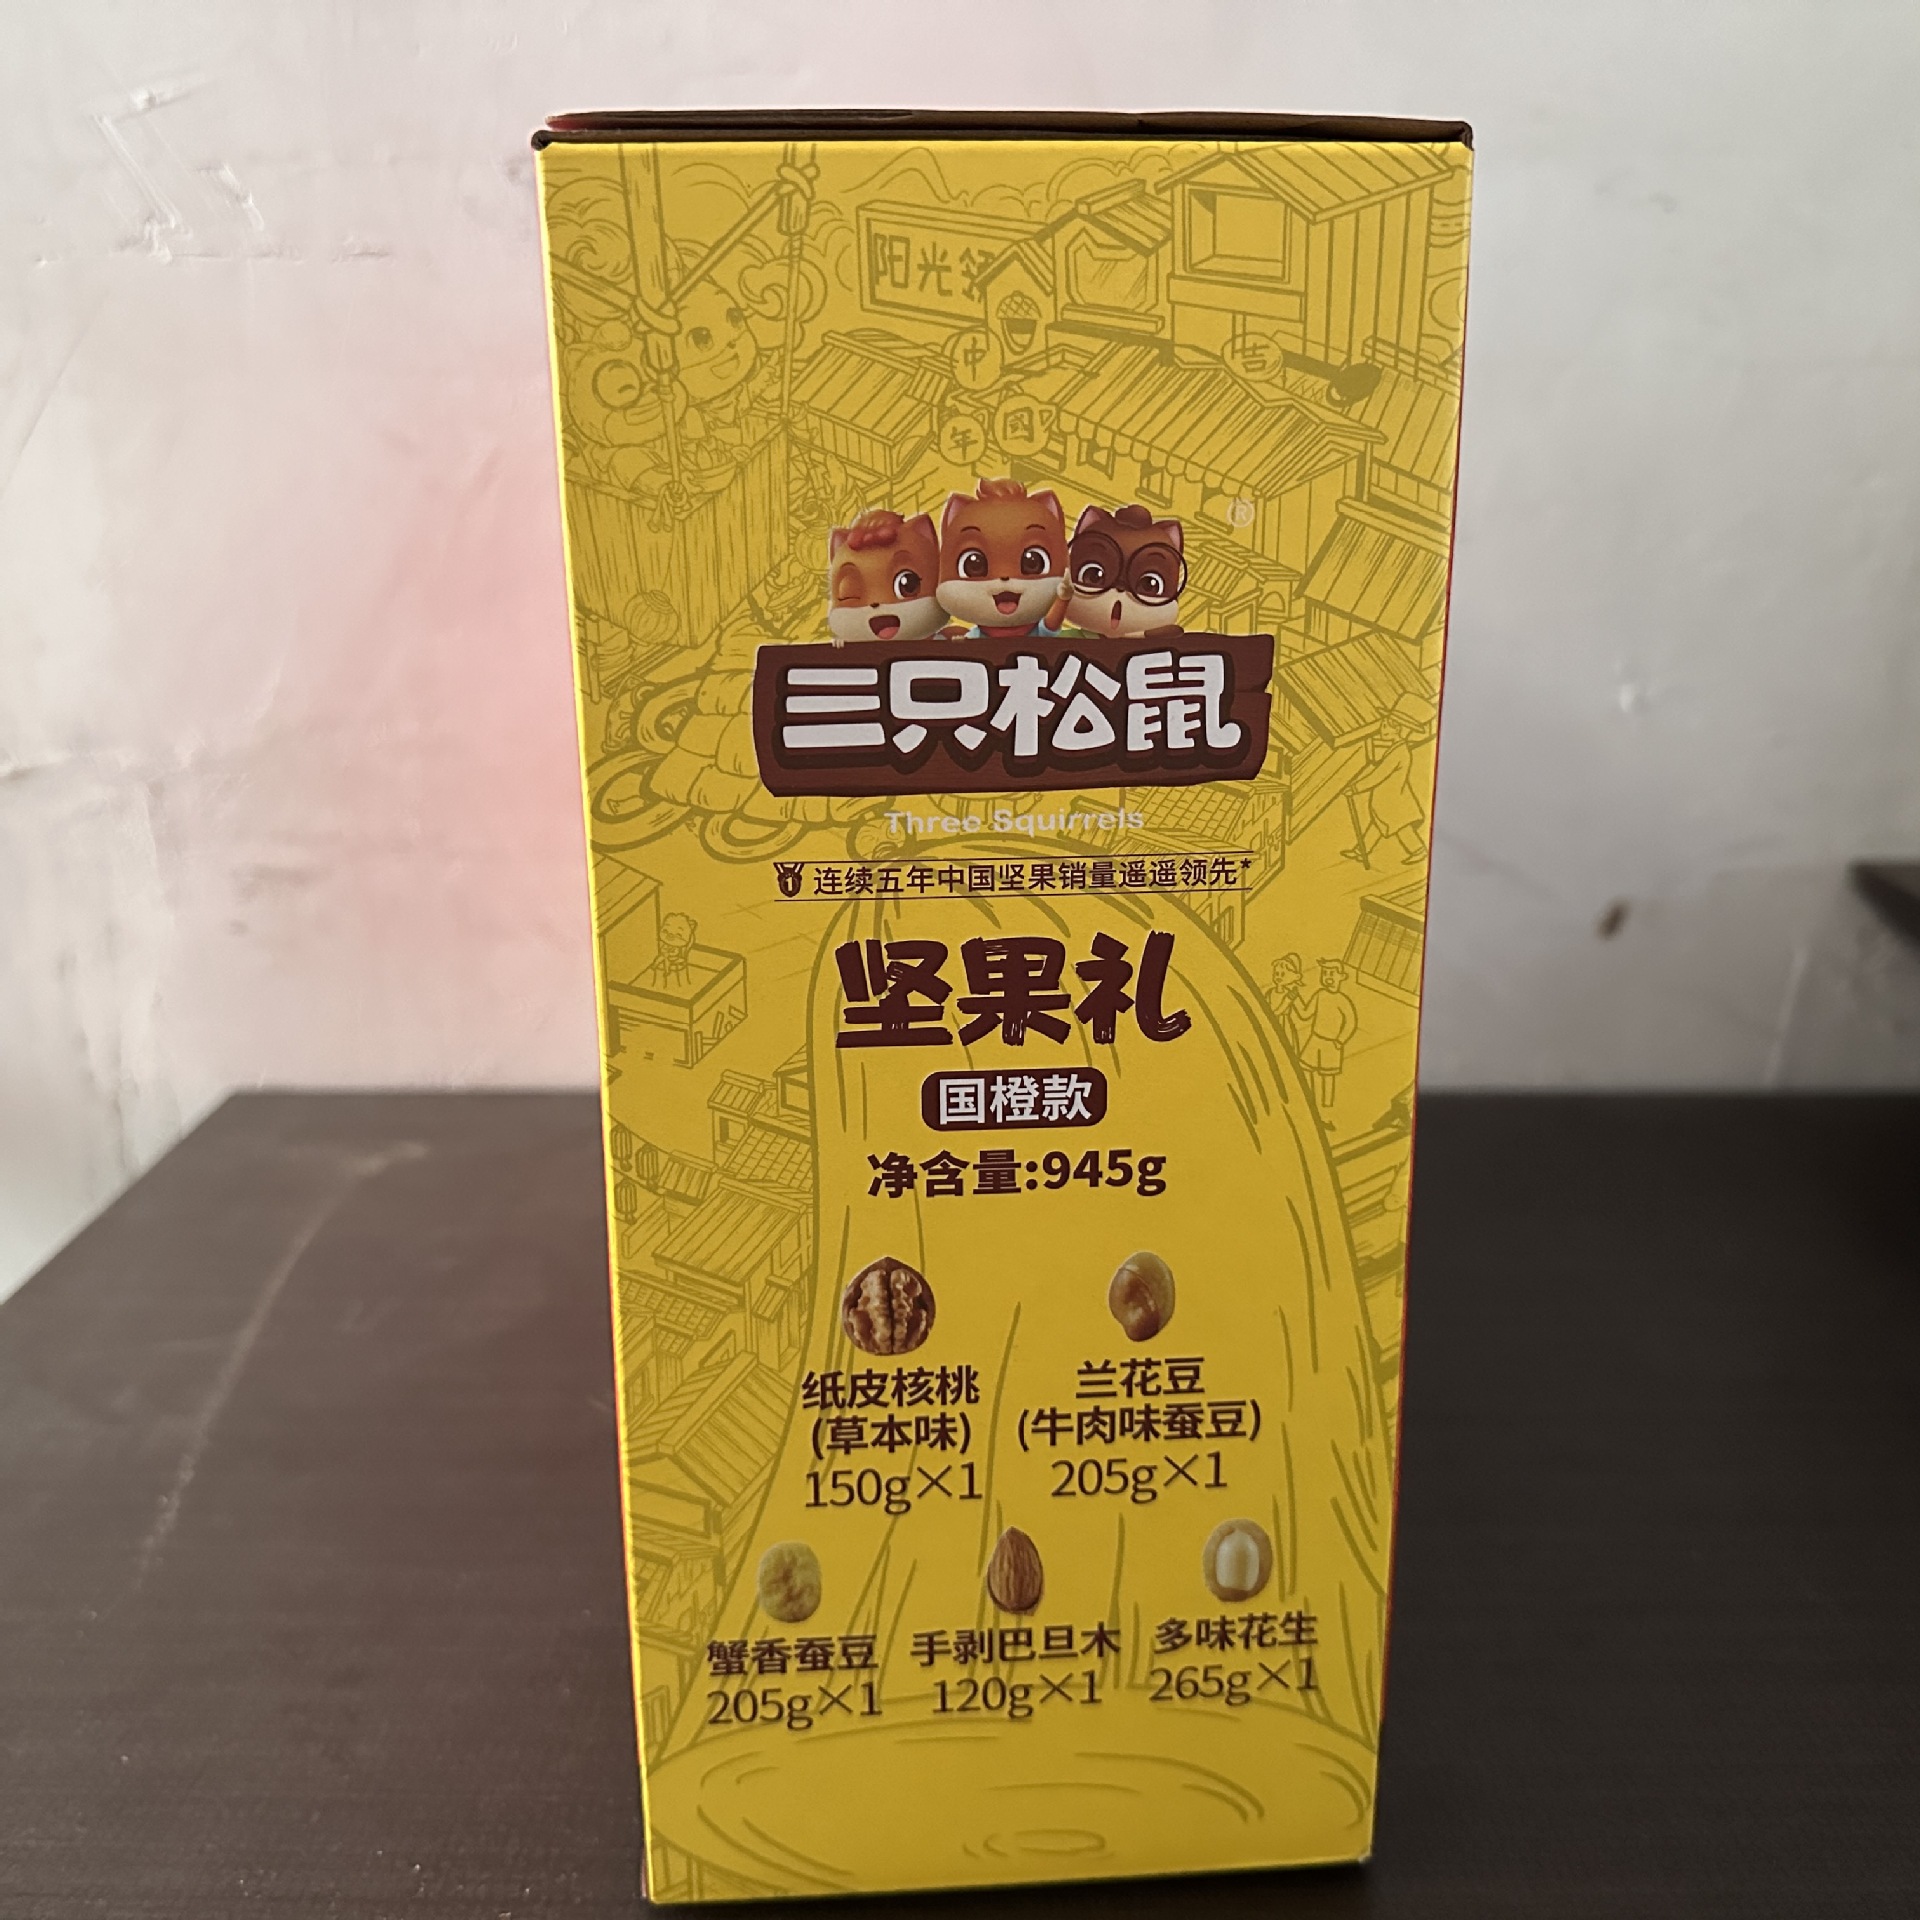 阳光
中
吉
年 國
®
三只松鼠
Three Squirrels
1 连续五年中国坚果销量遥遥领先*
坚果礼
国橙款
净含量:945g
纸皮核桃
(草本味)
150g×1
兰花豆
(牛肉味蚕豆)
205g×1
蟹香蚕豆
205g×1
手剥巴旦木
120g×1
多味花生
265g×1